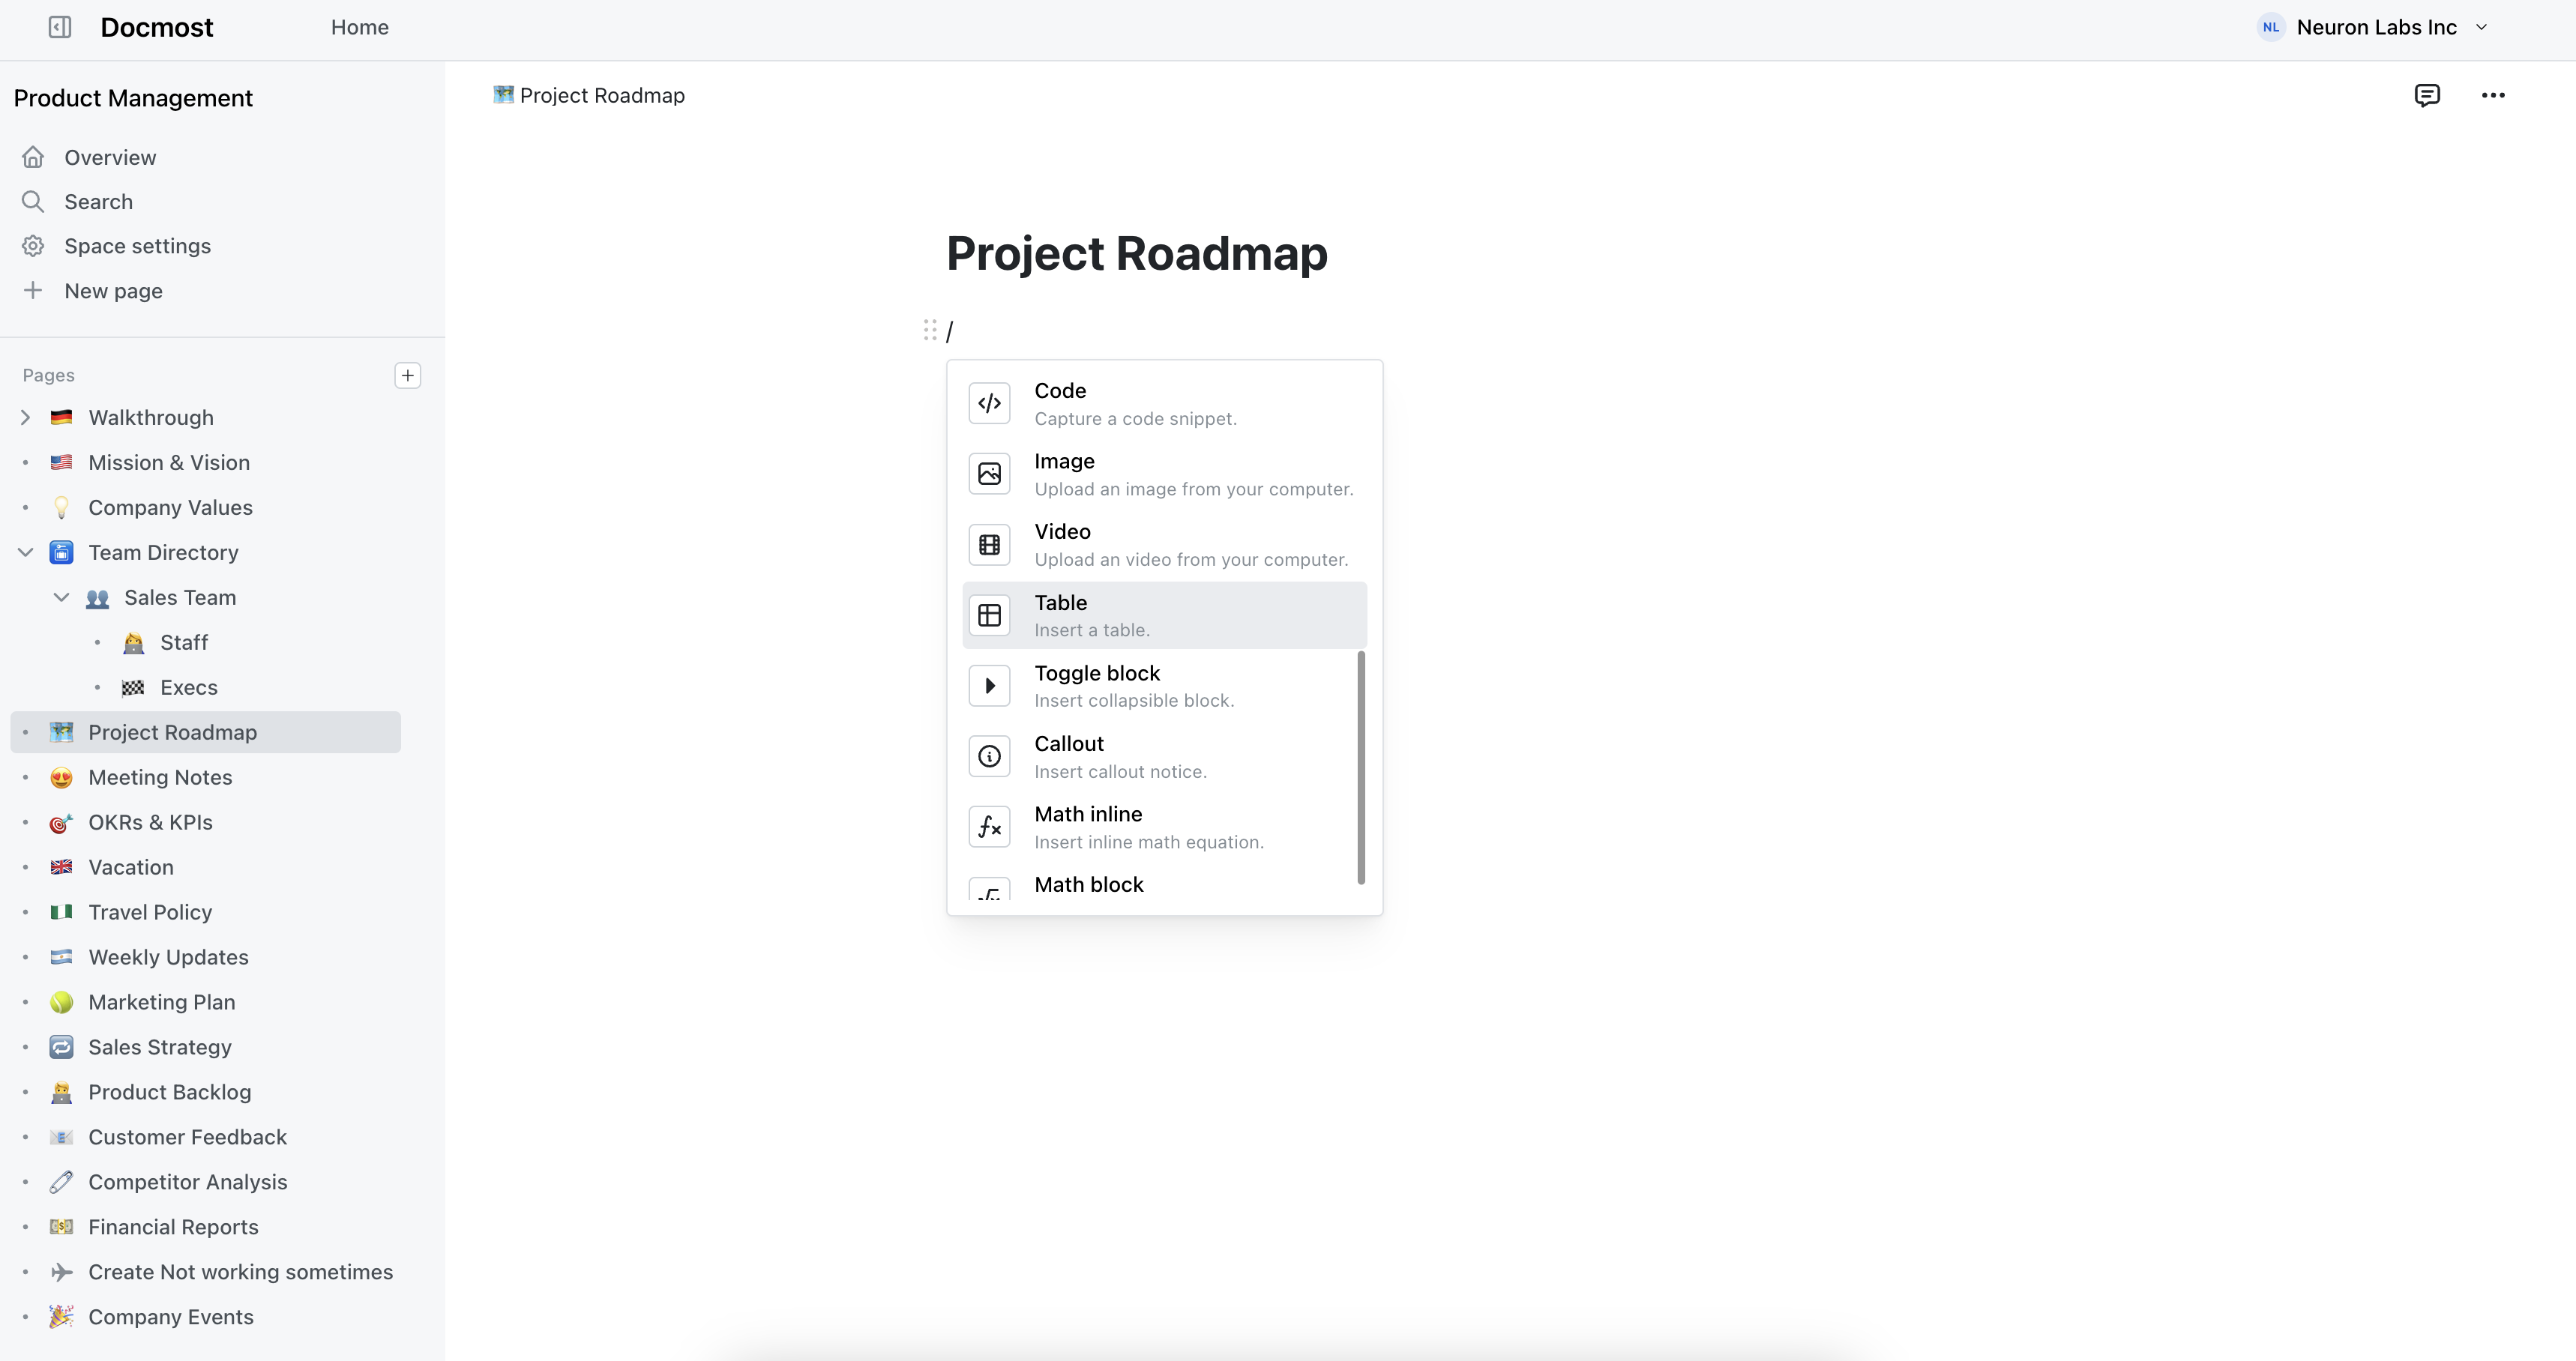 Docmost
Home
NL
Neuron Labs Inc
Product Management
Overview
Search
Space settings
New page
Pages
Walkthrough
Mission & Vision
Company Values
Team Directory
Sales Team
Staff
Execs
Project Roadmap
Meeting Notes
OKRs & KPIs
Vacation
Travel Policy
Weekly Updates
Marketing Plan
Sales Strategy
Product Backlog
Customer Feedback
Competitor Analysis
Financial Reports
Create Not working sometimes
Company Events
Project Roadmap
Project Roadmap
/
Code
Capture a code snippet.
Image
Upload an image from your computer.
Video
Upload an video from your computer.
Table
Insert a table.
Toggle block
Insert collapsible block.
Callout
Insert callout notice.
Math inline
Insert inline math equation.
Math block